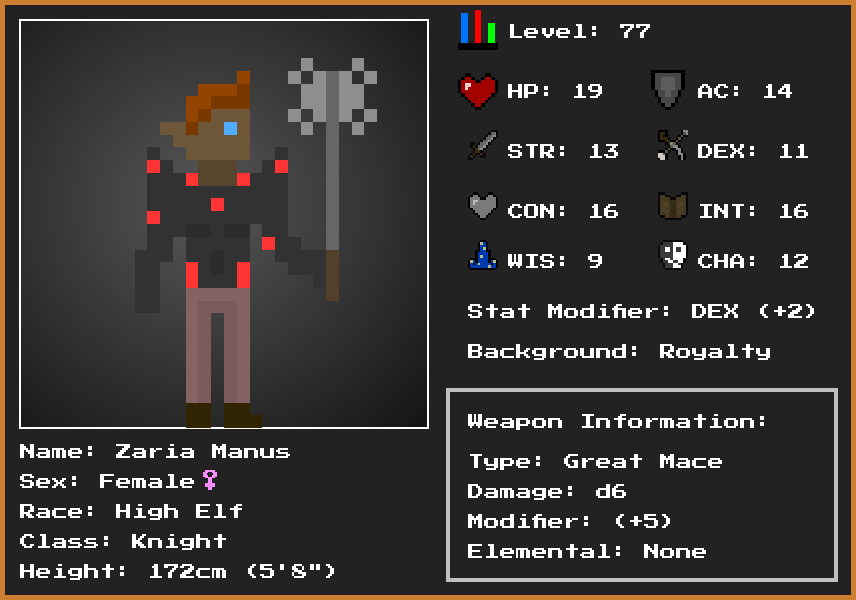 Level: 77
HP: 19 AC: 14
STR: 13 DEX: 11
CON: 16 INT: 16
WIS: 9 CHA: 12
Stat Modifier: DEX (+2)
Background: Royalty
Weapon Information:
Type: Great Mace
Damage: d6
Modifier: (+5)
Elemental: None
Name: Zaria Manus
Sex: Female♀
Race: High Elf
Class: Knight
Height: 172cm (5'8")